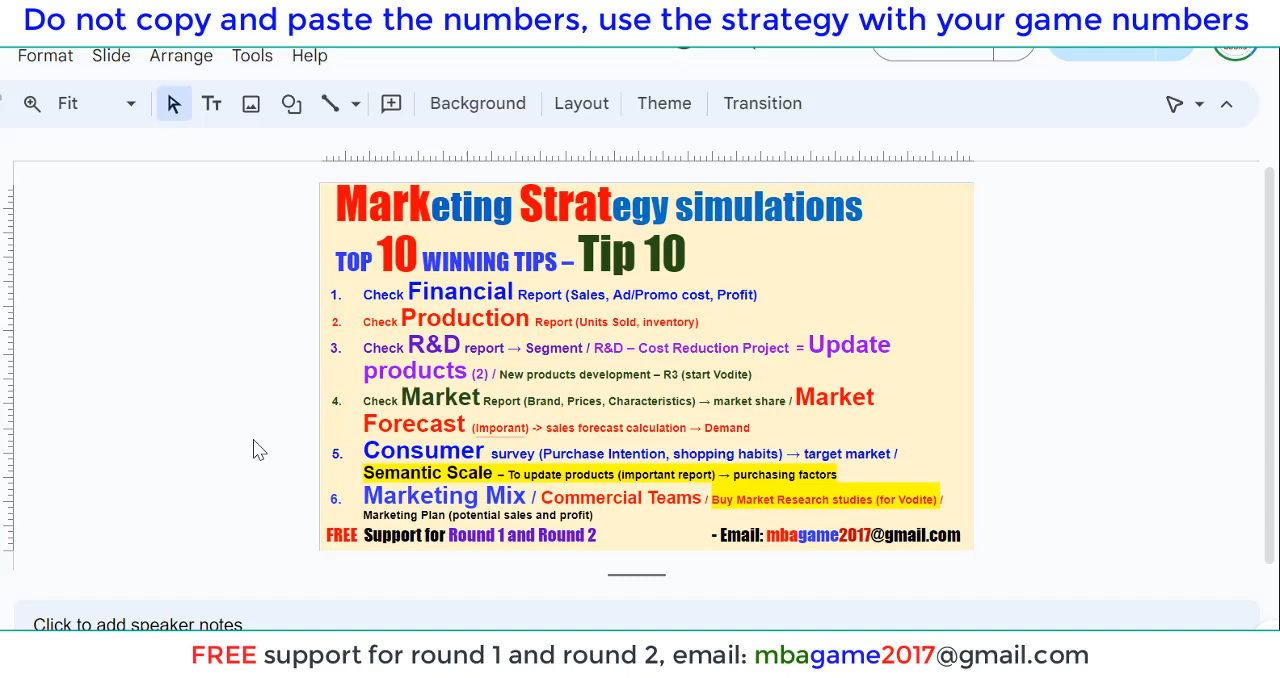 Do not copy and paste the numbers, use the strategy with your game numbers
Format Slide Arrange Tools Help
Fit Background Layout Theme Transition
Marketing Strategy simulations
TOP 10 WINNING TIPS – Tip 10
1. Check Financial Report (Sales, Ad/Promo cost, Profit)
2. Check Production Report (Units Sold, inventory)
3. Check R&D report → Segment / R&D – Cost Reduction Project = Update
products (2) / New products development – R3 (start Vodite)
4. Check Market Report (Brand, Prices, Characteristics) → market share / Market
Forecast (Imporant) -> sales forecast calculation → Demand
5. Consumer survey (Purchase Intention, shopping habits) → target market /
Semantic Scale – To update products (important report) → purchasing factors
6. Marketing Mix / Commercial Teams / Buy Market Research studies (for Vodite) /
Marketing Plan (potential sales and profit)
FREE Support for Round 1 and Round 2 - Email: mbagame2017@gmail.com
Click to add speaker notes
FREE support for round 1 and round 2, email: mbagame2017@gmail.com